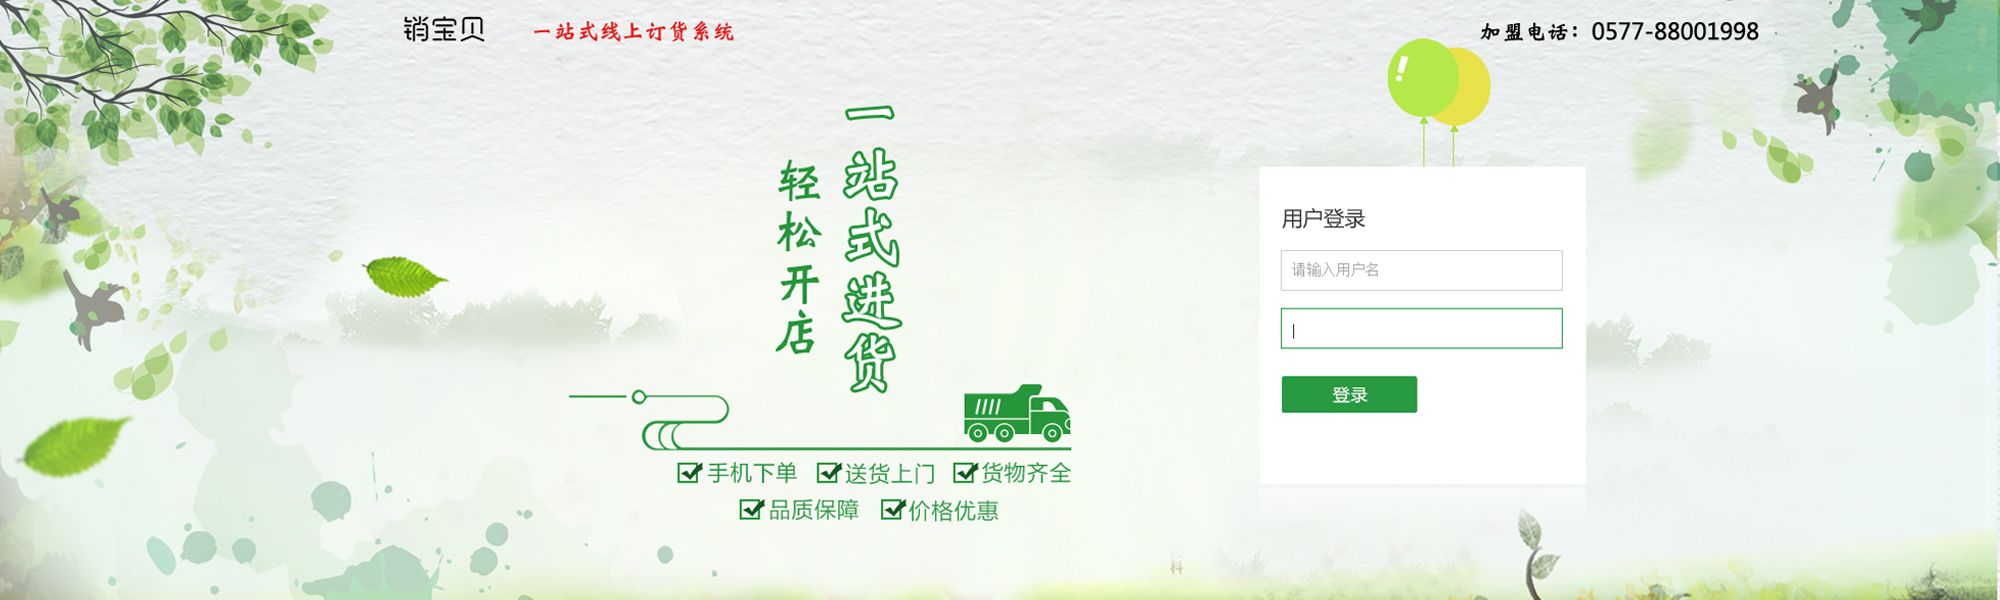 销宝贝
一站式线上订货系统
加盟电话：0577-88001998
一站式进货
轻松开店
手机下单 送货上门 货物齐全
品质保障 价格优惠
用户登录
请输入用户名
登录
科